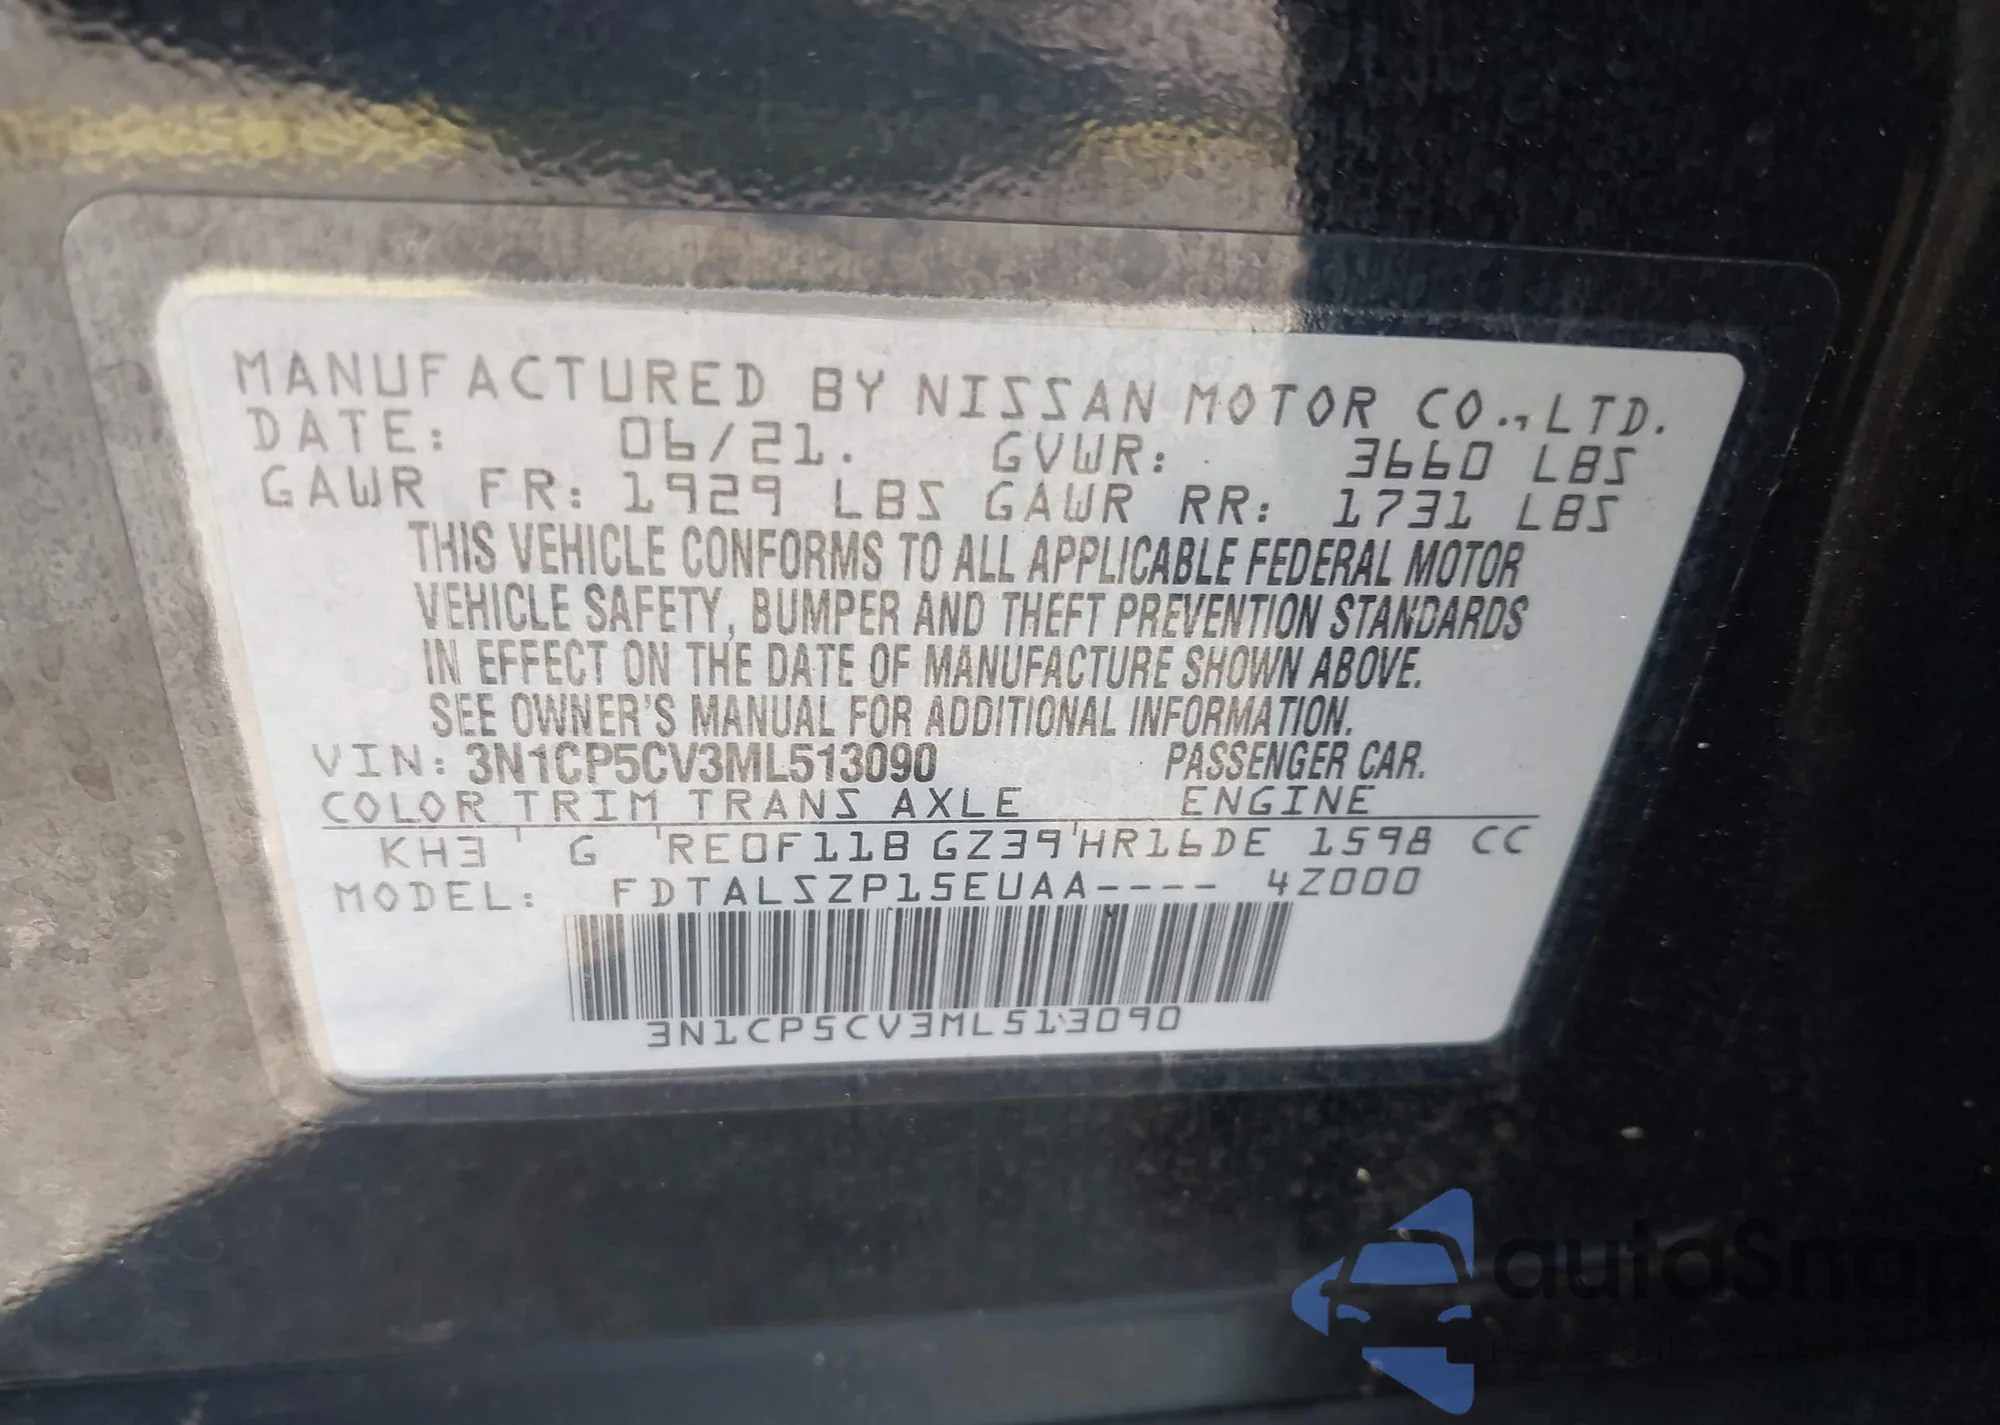 MANUFACTURED BY NISSAN MOTOR CO.,LTD.
DATE: 06/21. GVWR: 3660 LBS
GAWR FR: 1929 LBS GAWR RR: 1731 LBS
THIS VEHICLE CONFORMS TO ALL APPLICABLE FEDERAL MOTOR
VEHICLE SAFETY, BUMPER AND THEFT PREVENTION STANDARDS
IN EFFECT ON THE DATE OF MANUFACTURE SHOWN ABOVE.
SEE OWNER'S MANUAL FOR ADDITIONAL INFORMATION.
VIN: 3N1CP5CV3ML513090 PASSENGER CAR.
COLOR TRIM TRANS AXLE ENGINE
KH3 ' G 'RE0F11B GZ39'HR16DE 1598 CC
MODEL: FDTALSZP15EUAA---- 4Z000
3N1CP5CV3ML513090
autoSnap